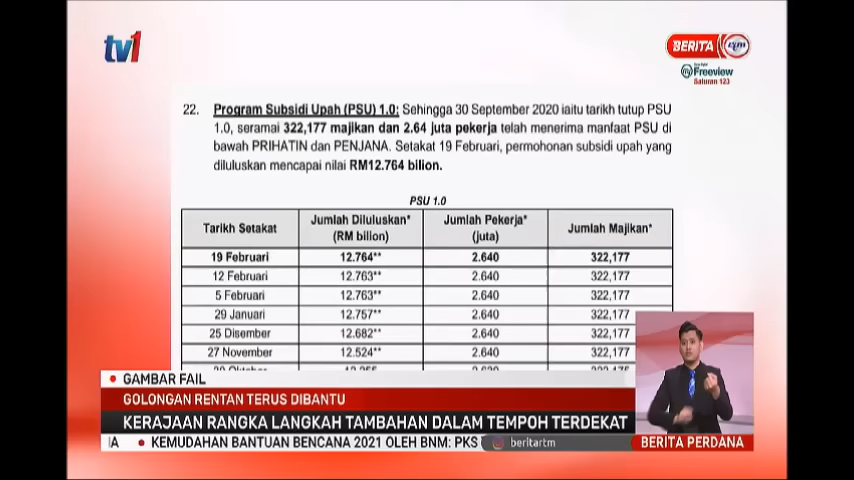 tv1
BERITA rtm
my Freeview
Saluran 123
22. Program Subsidi Upah (PSU) 1.0: Sehingga 30 September 2020 iaitu tarikh tutup PSU
1.0, seramai 322,177 majikan dan 2.64 juta pekerja telah menerima manfaat PSU di
bawah PRIHATIN dan PENJANA. Setakat 19 Februari, permohonan subsidi upah yang
diluluskan mencapai nilai RM12.764 bilion.
PSU 1.0
Tarikh Setakat Jumlah Diluluskan* (RM bilion) Jumlah Pekerja* (juta) Jumlah Majikan*
19 Februari 12.764** 2.640 322,177
12 Februari 12.763** 2.640 322,177
5 Februari 12.763** 2.640 322,177
29 Januari 12.757** 2.640 322,177
25 Disember 12.682** 2.640 322,177
27 November 12.524** 2.640 322,177
GAMBAR FAIL
GOLONGAN RENTAN TERUS DIBANTU
KERAJAAN RANGKA LANGKAH TAMBAHAN DALAM TEMPOH TERDEKAT
IA • KEMUDAHAN BANTUAN BENCANA 2021 OLEH BNM: PKS beritartm BERITA PERDANA